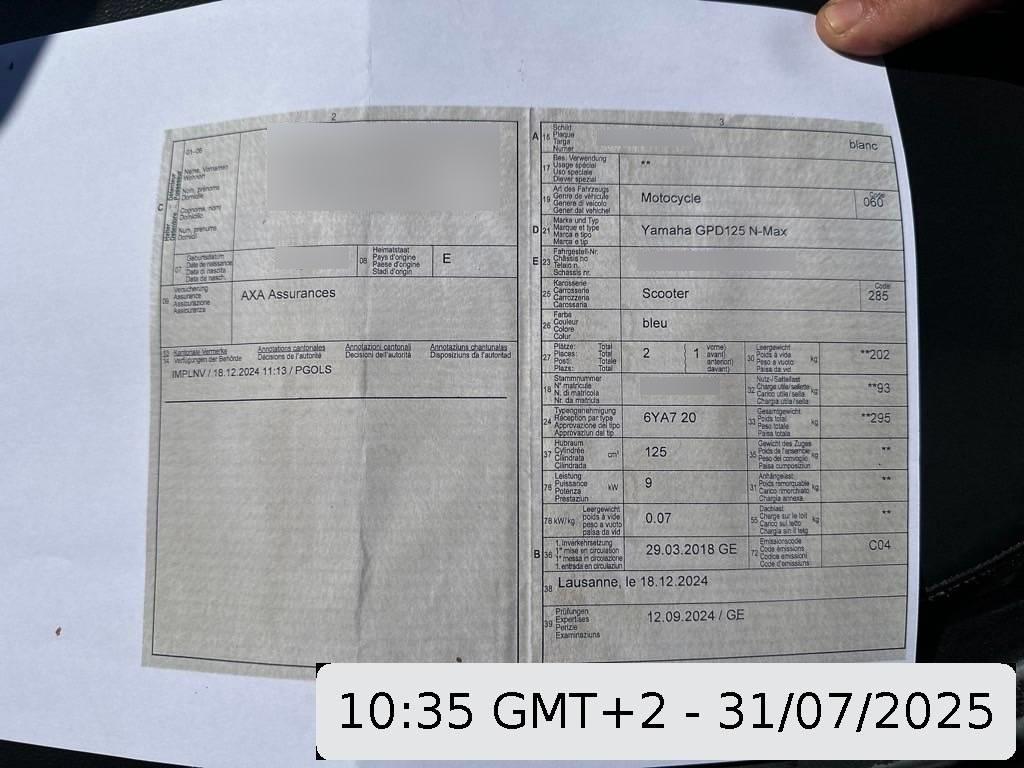 2
C
01-06
Name, Vornamen
Wohnort
Nom, prénoms
Domicile
Cognome, nomi
Domicilio
Num, prenums
Domicil
07
Geburtsdatum
Date de naissance
Data di nascita
Data da nasch.
08
Heimatstaat
Pays d'origine
Paese d'origine
Stadi d'origin
E
09
Versicherung
Assurance
Assicurazione
Assicuranza
AXA Assurances
13
14
Kantonale Vermerke
Verfügungen der Behörde
Annotations cantonales
Décisions de l'autorité
Annotazioni cantonali
Decisioni dell'autorità
Annotaziuns chantunalas
Disposiziuns da l'autoritad
IMPLNV / 18.12.2024 11:13 / PGOLS
3
A 15
Schild
Plaque
Targa
Numer
blanc
17
Bes. Verwendung
Usage spécial
Uso speciale
Diever spezial
**
19
Art des Fahrzeugs
Genre de véhicule
Genere di veicolo
Gener dal vehichel
Motocycle
Code
060
D 21
Marke und Typ
Marque et type
Marca e tipo
Marca e tip
Yamaha GPD125 N-Max
E 23
Fahrgestell-Nr.
Châssis no
Telaio n.
Schassis nr.
25
Karosserie
Carrosserie
Carrozzeria
Carossaria
Scooter
Code
285
26
Farbe
Couleur
Colore
Colur
bleu
27
Plätze: Total
Places: Total
Posti: Totale
Plazs: Total
2
1
vorne)
avant)
anteriori)
davant)
30
Leergewicht
Poids à vide
Peso a vuoto
Paisa da vid
kg
**202
18
Stammnummer
N° matricule
N. di matricola
Nr. da matricla
32
Nutz-/Sattellast
Charge utile/sellette
Carico utile/sella
Chargia utila/sella
kg
**93
24
Typengenehmigung
Réception par type
Approvazione del tipo
Approvaziun dal tip
6YA7 20
33
Gesamtgewicht
Poids total
Peso totale
Paisa totala
kg
**295
37
Hubraum
Cylindrée
Cilindrata
Cilindrada
cm³
125
35
Gewicht des Zuges
Poids de l'ensemble
Peso del convoglio
Paisa cumposiziun
kg
**
76
Leistung
Puissance
Potenza
Prestaziun
kW
9
31
Anhängelast
Poids remorquable
Carico rimorchiato
Chargia annexa
kg
**
78 kW/kg
Leergewicht
poids à vide
peso a vuoto
paisa da vid
0.07
55
Dachlast
Charge sur le toit
Carico sul tetto
Chargia sin il tetg
kg
**
B 36
1. Inverkehrsetzung
1re mise en circulation
1a messa in circolazione
1. entrada en circulaziun
29.03.2018 GE
72
Emissionscode
Code émissions
Codice emissioni
Code d'emissiuns
C04
38
Lausanne, le 18.12.2024
39
Prüfungen
Expertises
Perizie
Examinaziuns
12.09.2024 / GE
10:35 GMT+2 - 31/07/2025